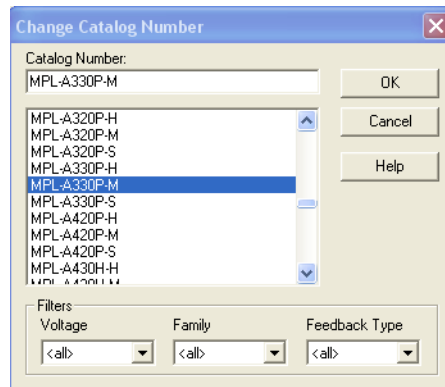 Change Catalog Number
Catalog Number:
MPL-A330P-M
OK
MPL-A320P-H
Cancel
MPL-A320P-M
MPL-A320P-S
MPL-A330P-H
Help
MPL-A330P-M
MPL-A330P-S
MPL-A420P-H
MPL-A420P-M
MPL-A420P-S
MPL-A430H-H
MPL-A430H-M
Filters
Voltage Family Feedback Type
<all> <all> <all>